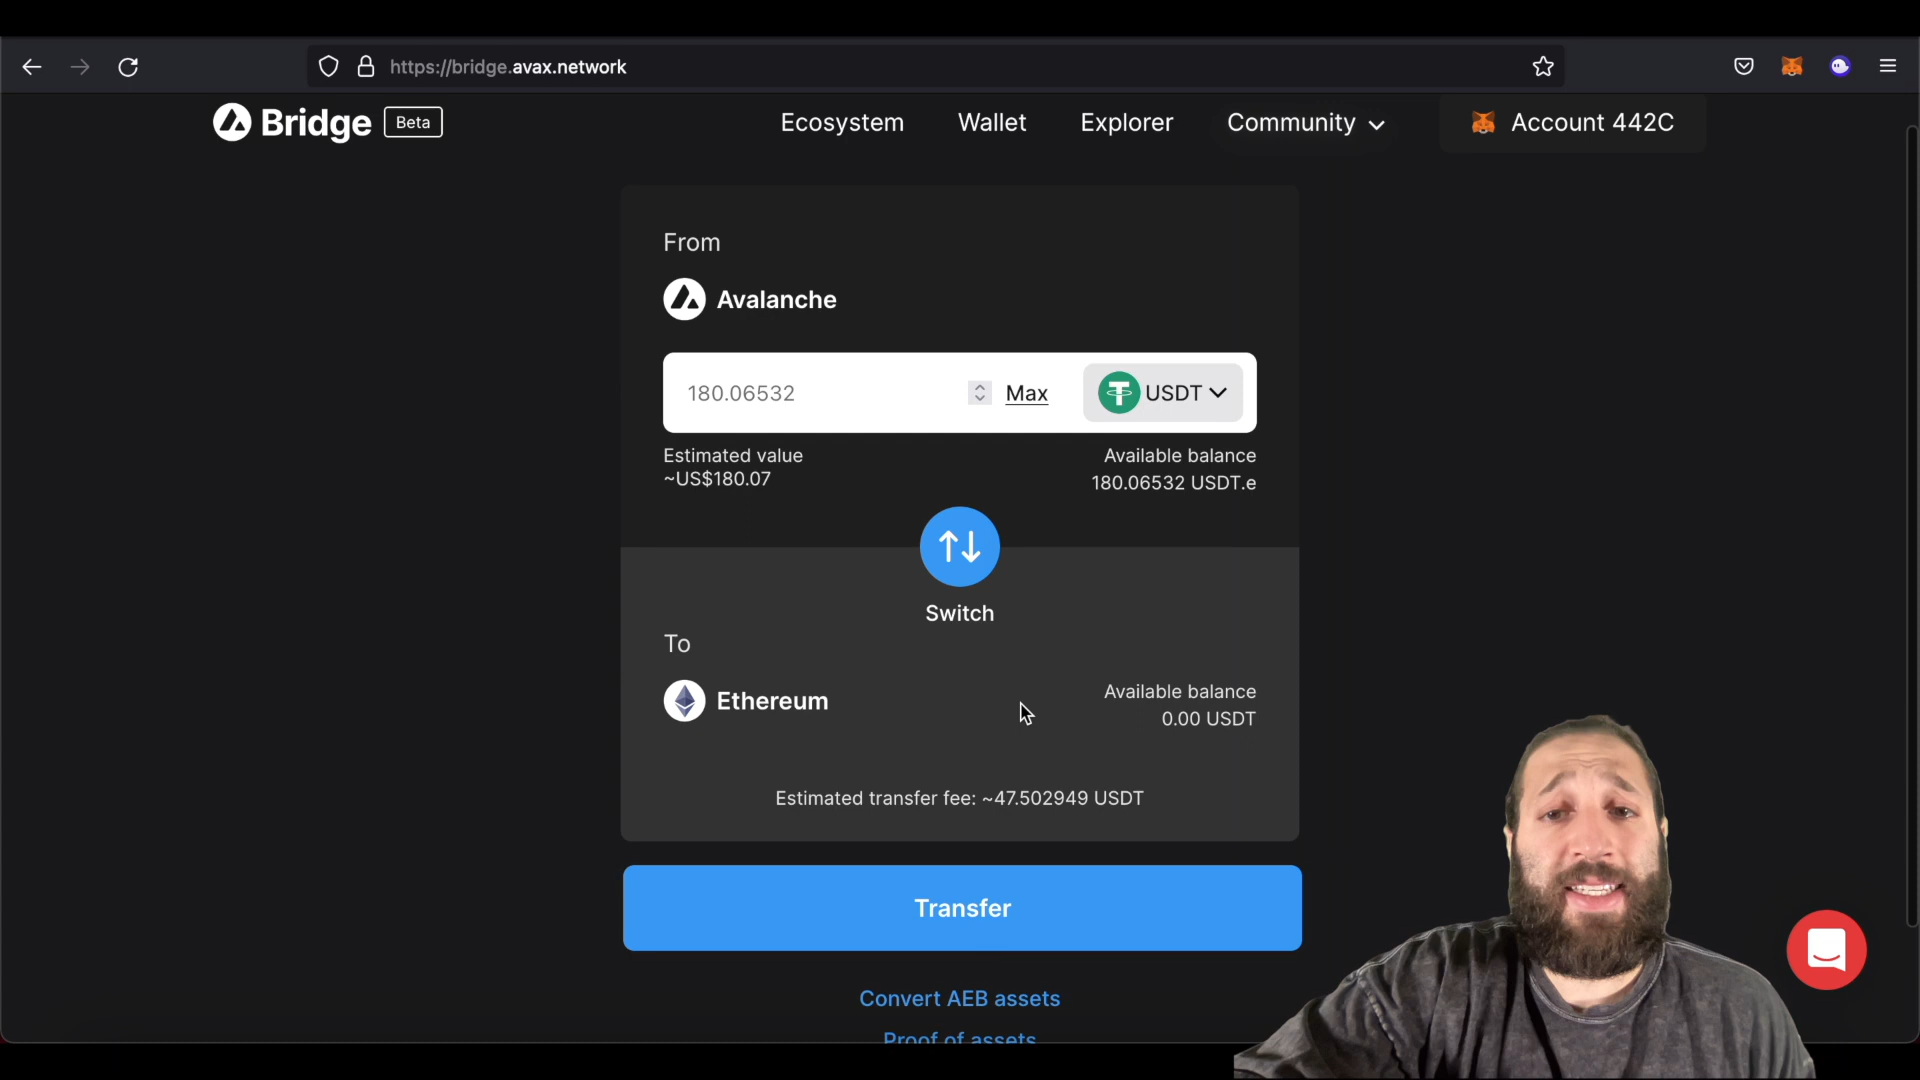 https://bridge.avax.network
Bridge
Beta
Ecosystem
Wallet
Explorer
Community
Account 442C
From
Avalanche
180.06532
Max
USDT
Estimated value
~US$180.07
Available balance
180.06532 USDT.e
Switch
To
Ethereum
Available balance
0.00 USDT
Estimated transfer fee: ~47.502949 USDT
Transfer
Convert AEB assets
Proof of assets